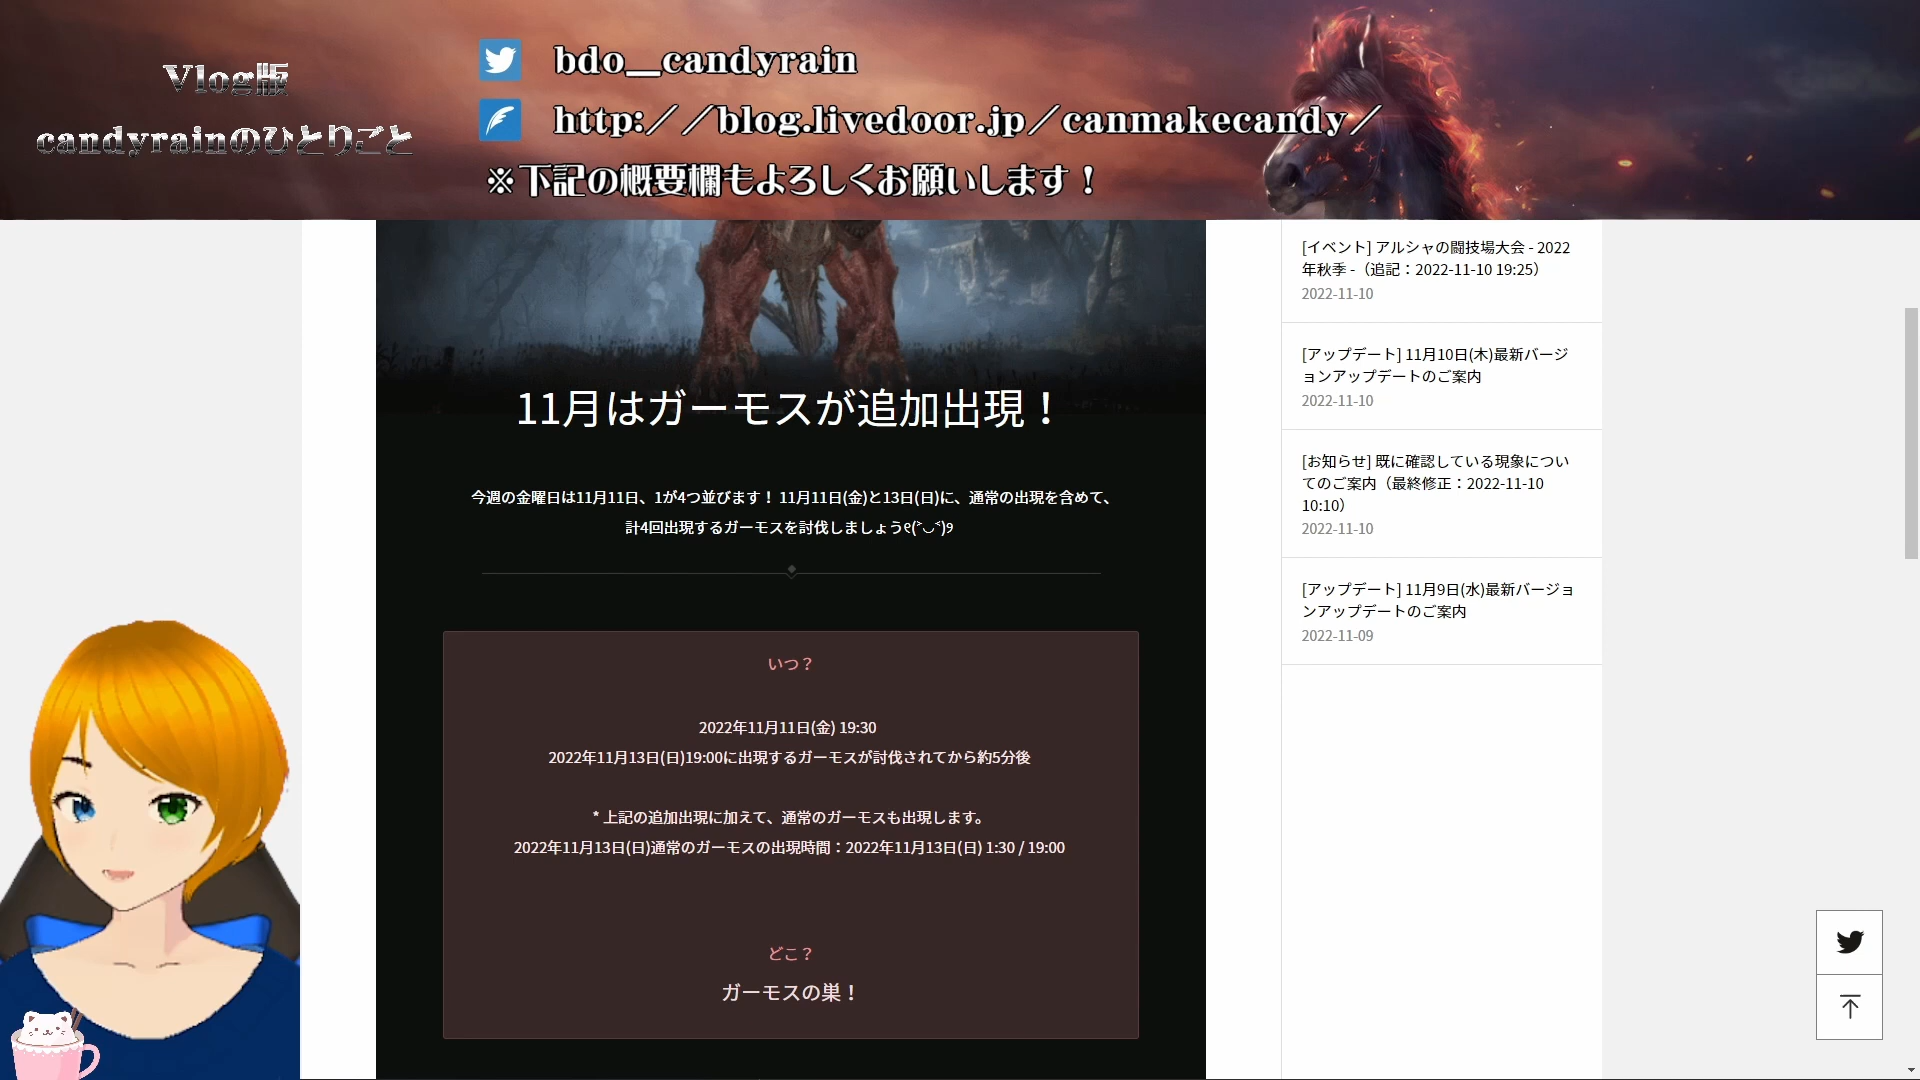 Vlog版
candyrainのひとりごと
bdo__candyrain
http://blog.livedoor.jp/canmakecandy/
※下記の概要欄もよろしくお願いします！
11月はガーモスが追加出現！
今週の金曜日は11月11日、1が4つ並びます！ 11月11日(金)と13日(日)に、通常の出現を含めて、
計4回出現するガーモスを討伐しましょう୧(˃◡˂)୨
いつ？
2022年11月11日(金) 19:30
2022年11月13日(日)19:00に出現するガーモスが討伐されてから約5分後
* 上記の追加出現に加えて、通常のガーモスも出現します。
2022年11月13日(日)通常のガーモスの出現時間：2022年11月13日(日) 1:30 / 19:00
どこ？
ガーモスの巣！
[イベント] アルシャの闘技場大会 - 2022
年秋季 -（追記：2022-11-10 19:25）
2022-11-10
[アップデート] 11月10日(木)最新バージ
ョンアップデートのご案内
2022-11-10
[お知らせ] 既に確認している現象につい
てのご案内（最終修正：2022-11-10
10:10）
2022-11-10
[アップデート] 11月9日(水)最新バージョ
ンアップデートのご案内
2022-11-09